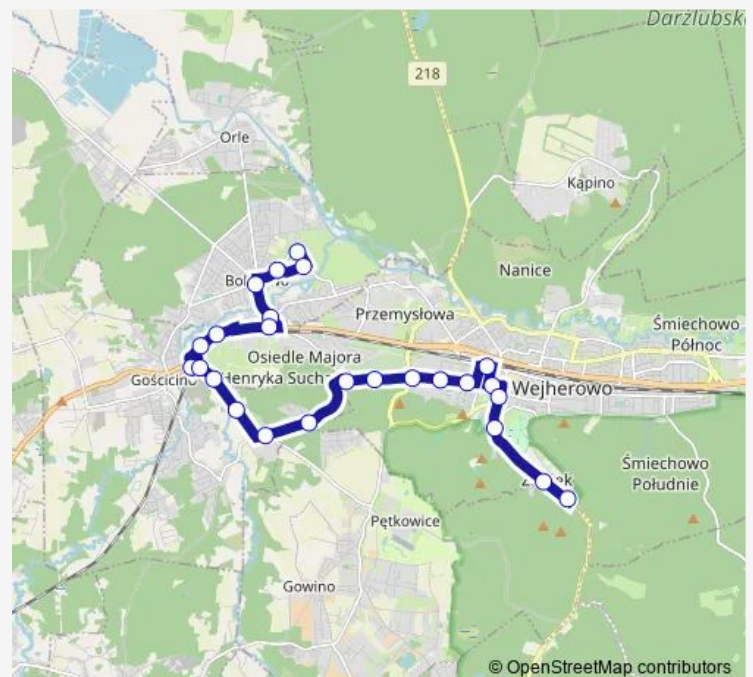 Darżlubsk
218
Orle
Kąpino
Nanice
Bol
Przemysłowa
Śmiechowo
Północ
Osiedle Majora
Henryka Such
Gościcino
Wejherowo
Śmiechowo
Południe
Pętkowice
Gowino
© OpenStreetMap contributors